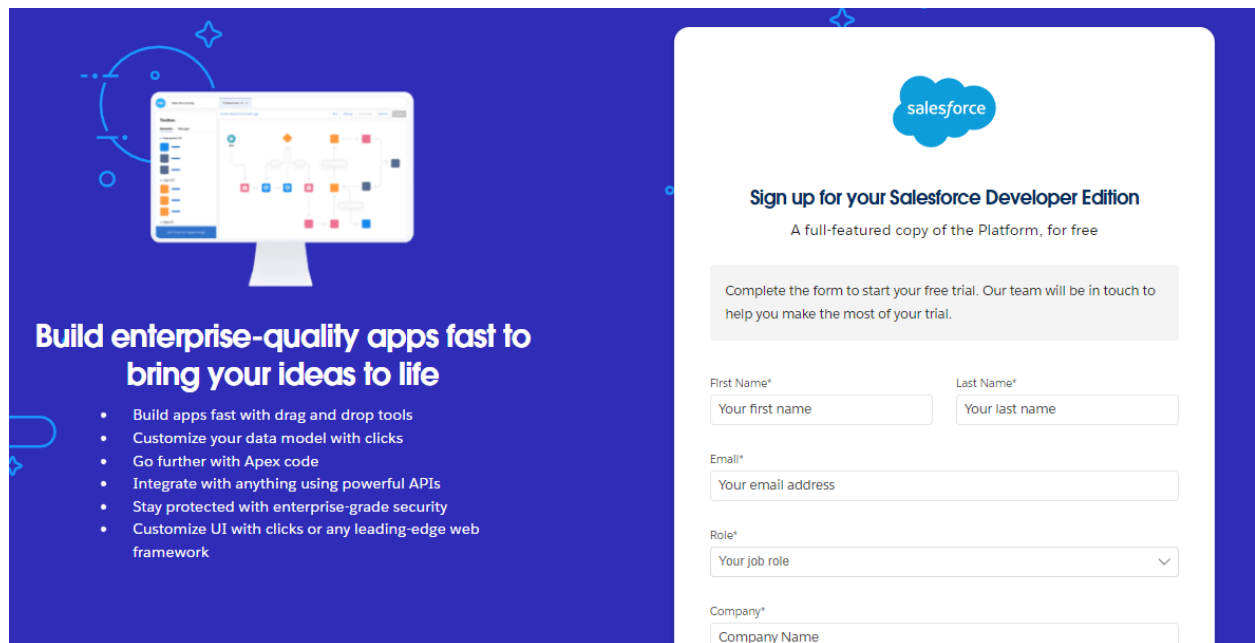 Build enterprise-quality apps fast to
bring your ideas to life
• Build apps fast with drag and drop tools
• Customize your data model with clicks
• Go further with Apex code
• Integrate with anything using powerful APIs
• Stay protected with enterprise-grade security
• Customize UI with clicks or any leading-edge web
framework
salesforce
Sign up for your Salesforce Developer Edition
A full-featured copy of the Platform, for free
Complete the form to start your free trial. Our team will be in touch to
help you make the most of your trial.
First Name* Last Name*
Your first name Your last name
Email*
Your email address
Role*
Your job role
Company*
Company Name